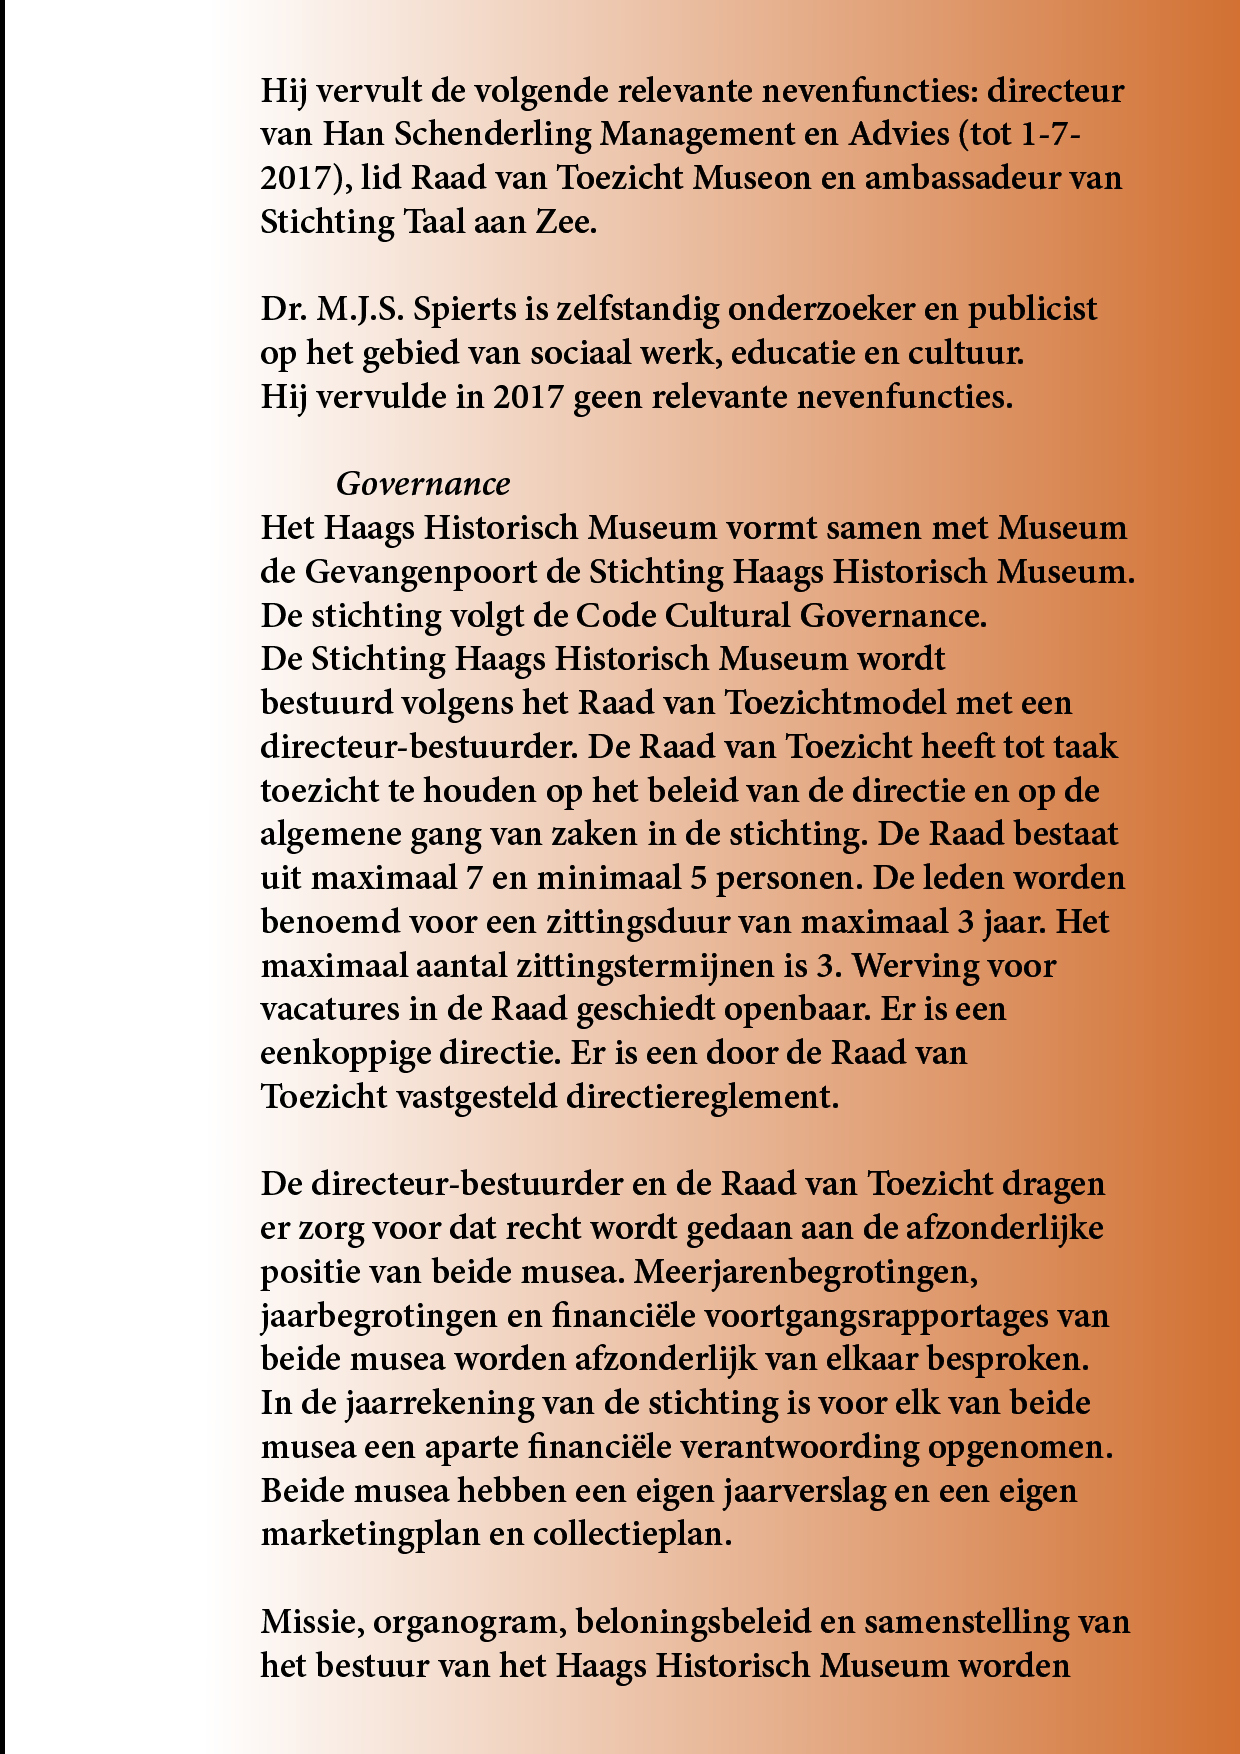 Hij vervult de volgende relevante nevenfuncties: directeur
van Han Schenderling Management en Advies (tot 1-7-
2017), lid Raad van Toezicht Museon en ambassadeur van
Stichting Taal aan Zee.

Dr. M.J.S. Spierts is zelfstandig onderzoeker en publicist
op het gebied van sociaal werk, educatie en cultuur.
Hij vervulde in 2017 geen relevante nevenfuncties.

Governance
Het Haags Historisch Museum vormt samen met Museum
de Gevangenpoort de Stichting Haags Historisch Museum.
De stichting volgt de Code Cultural Governance.
De Stichting Haags Historisch Museum wordt
bestuurd volgens het Raad van Toezichtmodel met een
directeur-bestuurder. De Raad van Toezicht heeft tot taak
toezicht te houden op het beleid van de directie en op de
algemene gang van zaken in de stichting. De Raad bestaat
uit maximaal 7 en minimaal 5 personen. De leden worden
benoemd voor een zittingsduur van maximaal 3 jaar. Het
maximaal aantal zittingstermijnen is 3. Werving voor
vacatures in de Raad geschiedt openbaar. Er is een
eenkoppige directie. Er is een door de Raad van
Toezicht vastgesteld directiereglement.

De directeur-bestuurder en de Raad van Toezicht dragen
er zorg voor dat recht wordt gedaan aan de afzonderlijke
positie van beide musea. Meerjarenbegrotingen,
jaarbegrotingen en financiële voortgangsrapportages van
beide musea worden afzonderlijk van elkaar besproken.
In de jaarrekening van de stichting is voor elk van beide
musea een aparte financiële verantwoording opgenomen.
Beide musea hebben een eigen jaarverslag en een eigen
marketingplan en collectieplan.

Missie, organogram, beloningsbeleid en samenstelling van
het bestuur van het Haags Historisch Museum worden